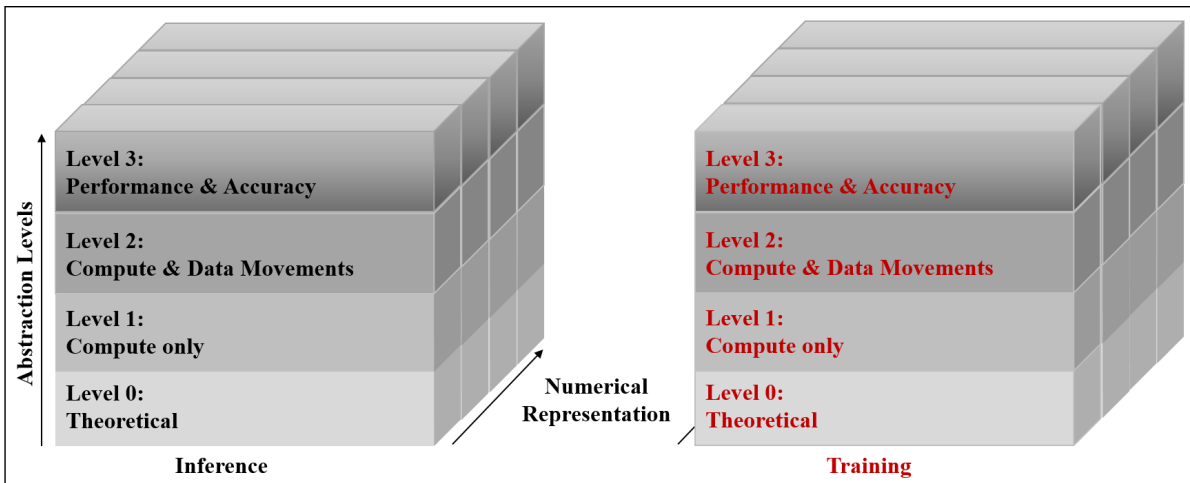 Abstraction Levels
Level 3:
Performance & Accuracy
Level 2:
Compute & Data Movements
Level 1:
Compute only
Level 0:
Theoretical
Inference
Numerical
Representation
Level 3:
Performance & Accuracy
Level 2:
Compute & Data Movements
Level 1:
Compute only
Level 0:
Theoretical
Training